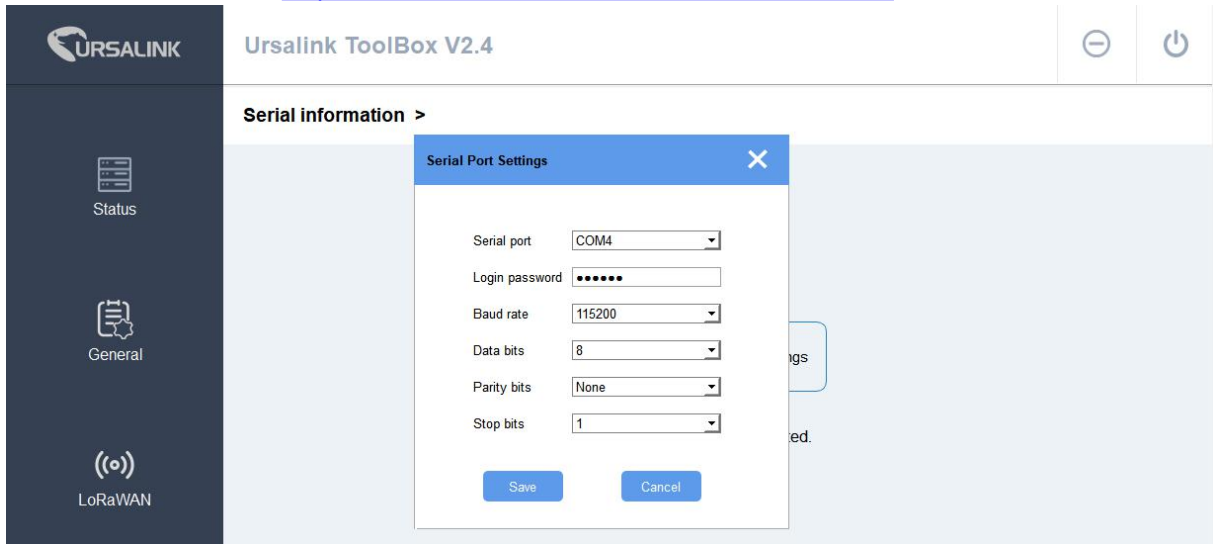 URSALINK
Ursalink ToolBox V2.4
Serial information >
Serial Port Settings
Status
Serial port COM4
Login password ●●●●●●
Baud rate 115200
General
Data bits 8
ngs
Parity bits None
Stop bits 1
ted.
LoRaWAN
Save Cancel